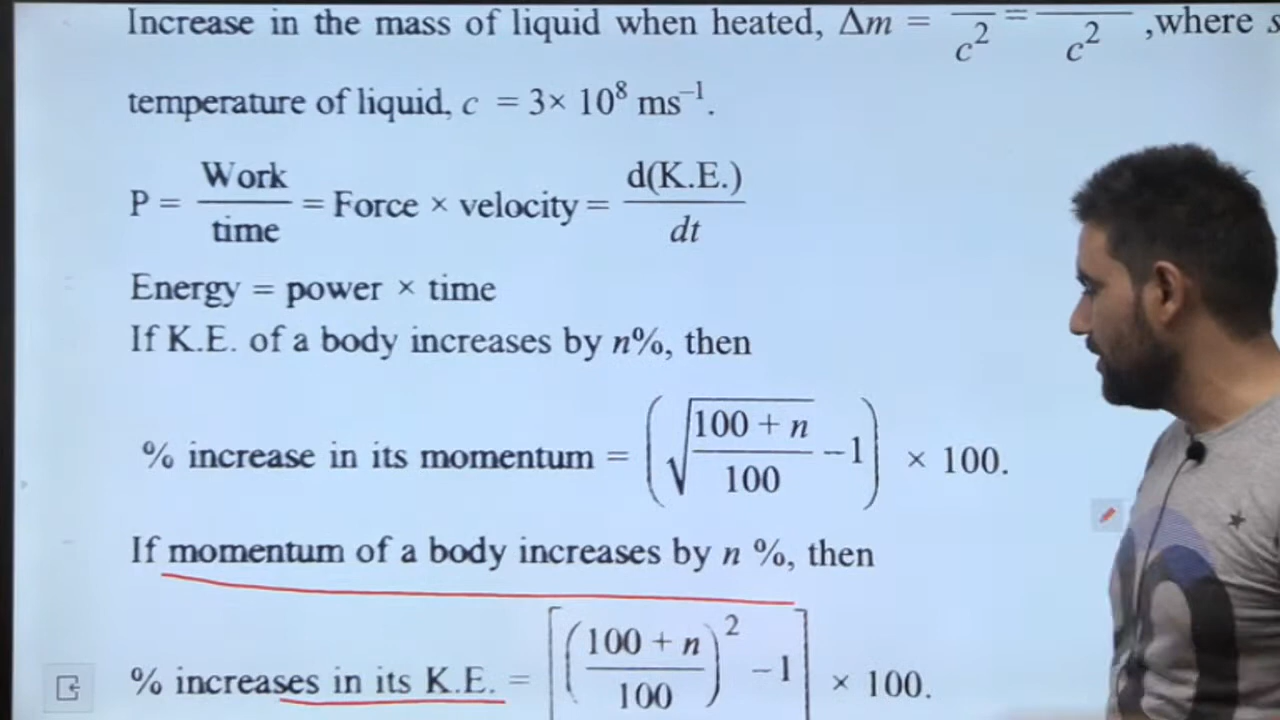 Increase in the mass of liquid when heated, Δm = / c² = / c² ,where s
temperature of liquid, c = 3× 10⁸ ms⁻¹.
P = Work / time = Force × velocity = d(K.E.) / dt
Energy = power × time
If K.E. of a body increases by n%, then
% increase in its momentum = (√((100 + n) / 100) −1) × 100.
If momentum of a body increases by n %, then
% increases in its K.E. = [((100 + n) / 100)² −1] × 100.